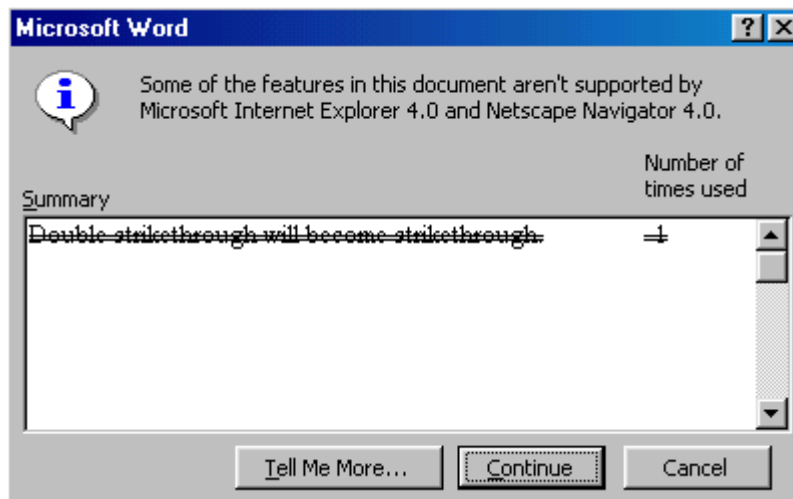 Microsoft Word
Some of the features in this document aren't supported by
Microsoft Internet Explorer 4.0 and Netscape Navigator 4.0.
Number of
times used
Summary
Double strikethrough will become strikethrough. 1
Tell Me More... Continue Cancel